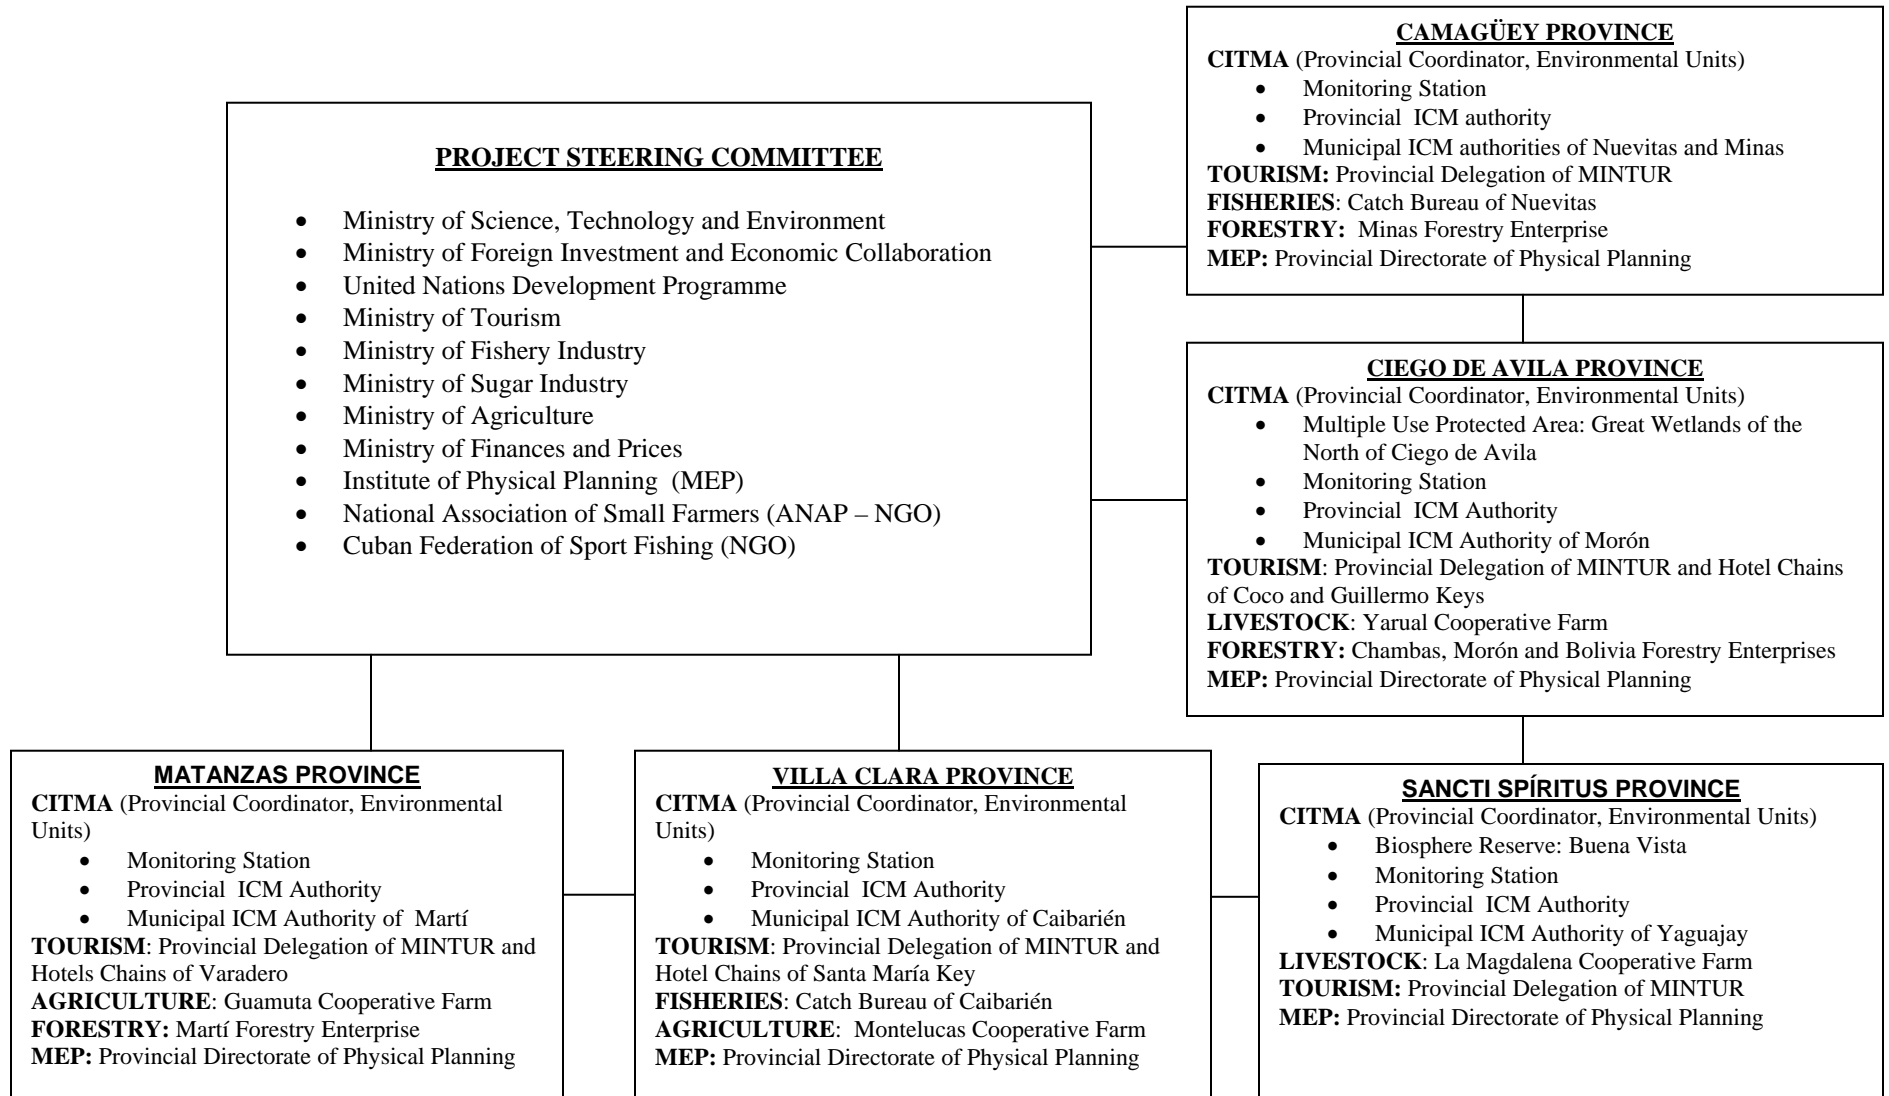 PROJECT STEERING COMMITTEE
• Ministry of Science, Technology and Environment
• Ministry of Foreign Investment and Economic Collaboration
• United Nations Development Programme
• Ministry of Tourism
• Ministry of Fishery Industry
• Ministry of Sugar Industry
• Ministry of Agriculture
• Ministry of Finances and Prices
• Institute of Physical Planning (MEP)
• National Association of Small Farmers (ANAP – NGO)
• Cuban Federation of Sport Fishing (NGO)
CAMAGÜEY PROVINCE
CITMA (Provincial Coordinator, Environmental Units)
• Monitoring Station
• Provincial ICM authority
• Municipal ICM authorities of Nuevitas and Minas
TOURISM: Provincial Delegation of MINTUR
FISHERIES: Catch Bureau of Nuevitas
FORESTRY: Minas Forestry Enterprise
MEP: Provincial Directorate of Physical Planning
CIEGO DE AVILA PROVINCE
CITMA (Provincial Coordinator, Environmental Units)
• Multiple Use Protected Area: Great Wetlands of the
North of Ciego de Avila
• Monitoring Station
• Provincial ICM Authority
• Municipal ICM Authority of Morón
TOURISM: Provincial Delegation of MINTUR and Hotel Chains
of Coco and Guillermo Keys
LIVESTOCK: Yarual Cooperative Farm
FORESTRY: Chambas, Morón and Bolivia Forestry Enterprises
MEP: Provincial Directorate of Physical Planning
MATANZAS PROVINCE
CITMA (Provincial Coordinator, Environmental
Units)
• Monitoring Station
• Provincial ICM Authority
• Municipal ICM Authority of Martí
TOURISM: Provincial Delegation of MINTUR and
Hotels Chains of Varadero
AGRICULTURE: Guamuta Cooperative Farm
FORESTRY: Martí Forestry Enterprise
MEP: Provincial Directorate of Physical Planning
VILLA CLARA PROVINCE
CITMA (Provincial Coordinator, Environmental
Units)
• Monitoring Station
• Provincial ICM Authority
• Municipal ICM Authority of Caibarién
TOURISM: Provincial Delegation of MINTUR and
Hotel Chains of Santa María Key
FISHERIES: Catch Bureau of Caibarién
AGRICULTURE: Montelucas Cooperative Farm
MEP: Provincial Directorate of Physical Planning
SANCTI SPÍRITUS PROVINCE
CITMA (Provincial Coordinator, Environmental Units)
• Biosphere Reserve: Buena Vista
• Monitoring Station
• Provincial ICM Authority
• Municipal ICM Authority of Yaguajay
LIVESTOCK: La Magdalena Cooperative Farm
TOURISM: Provincial Delegation of MINTUR
MEP: Provincial Directorate of Physical Planning